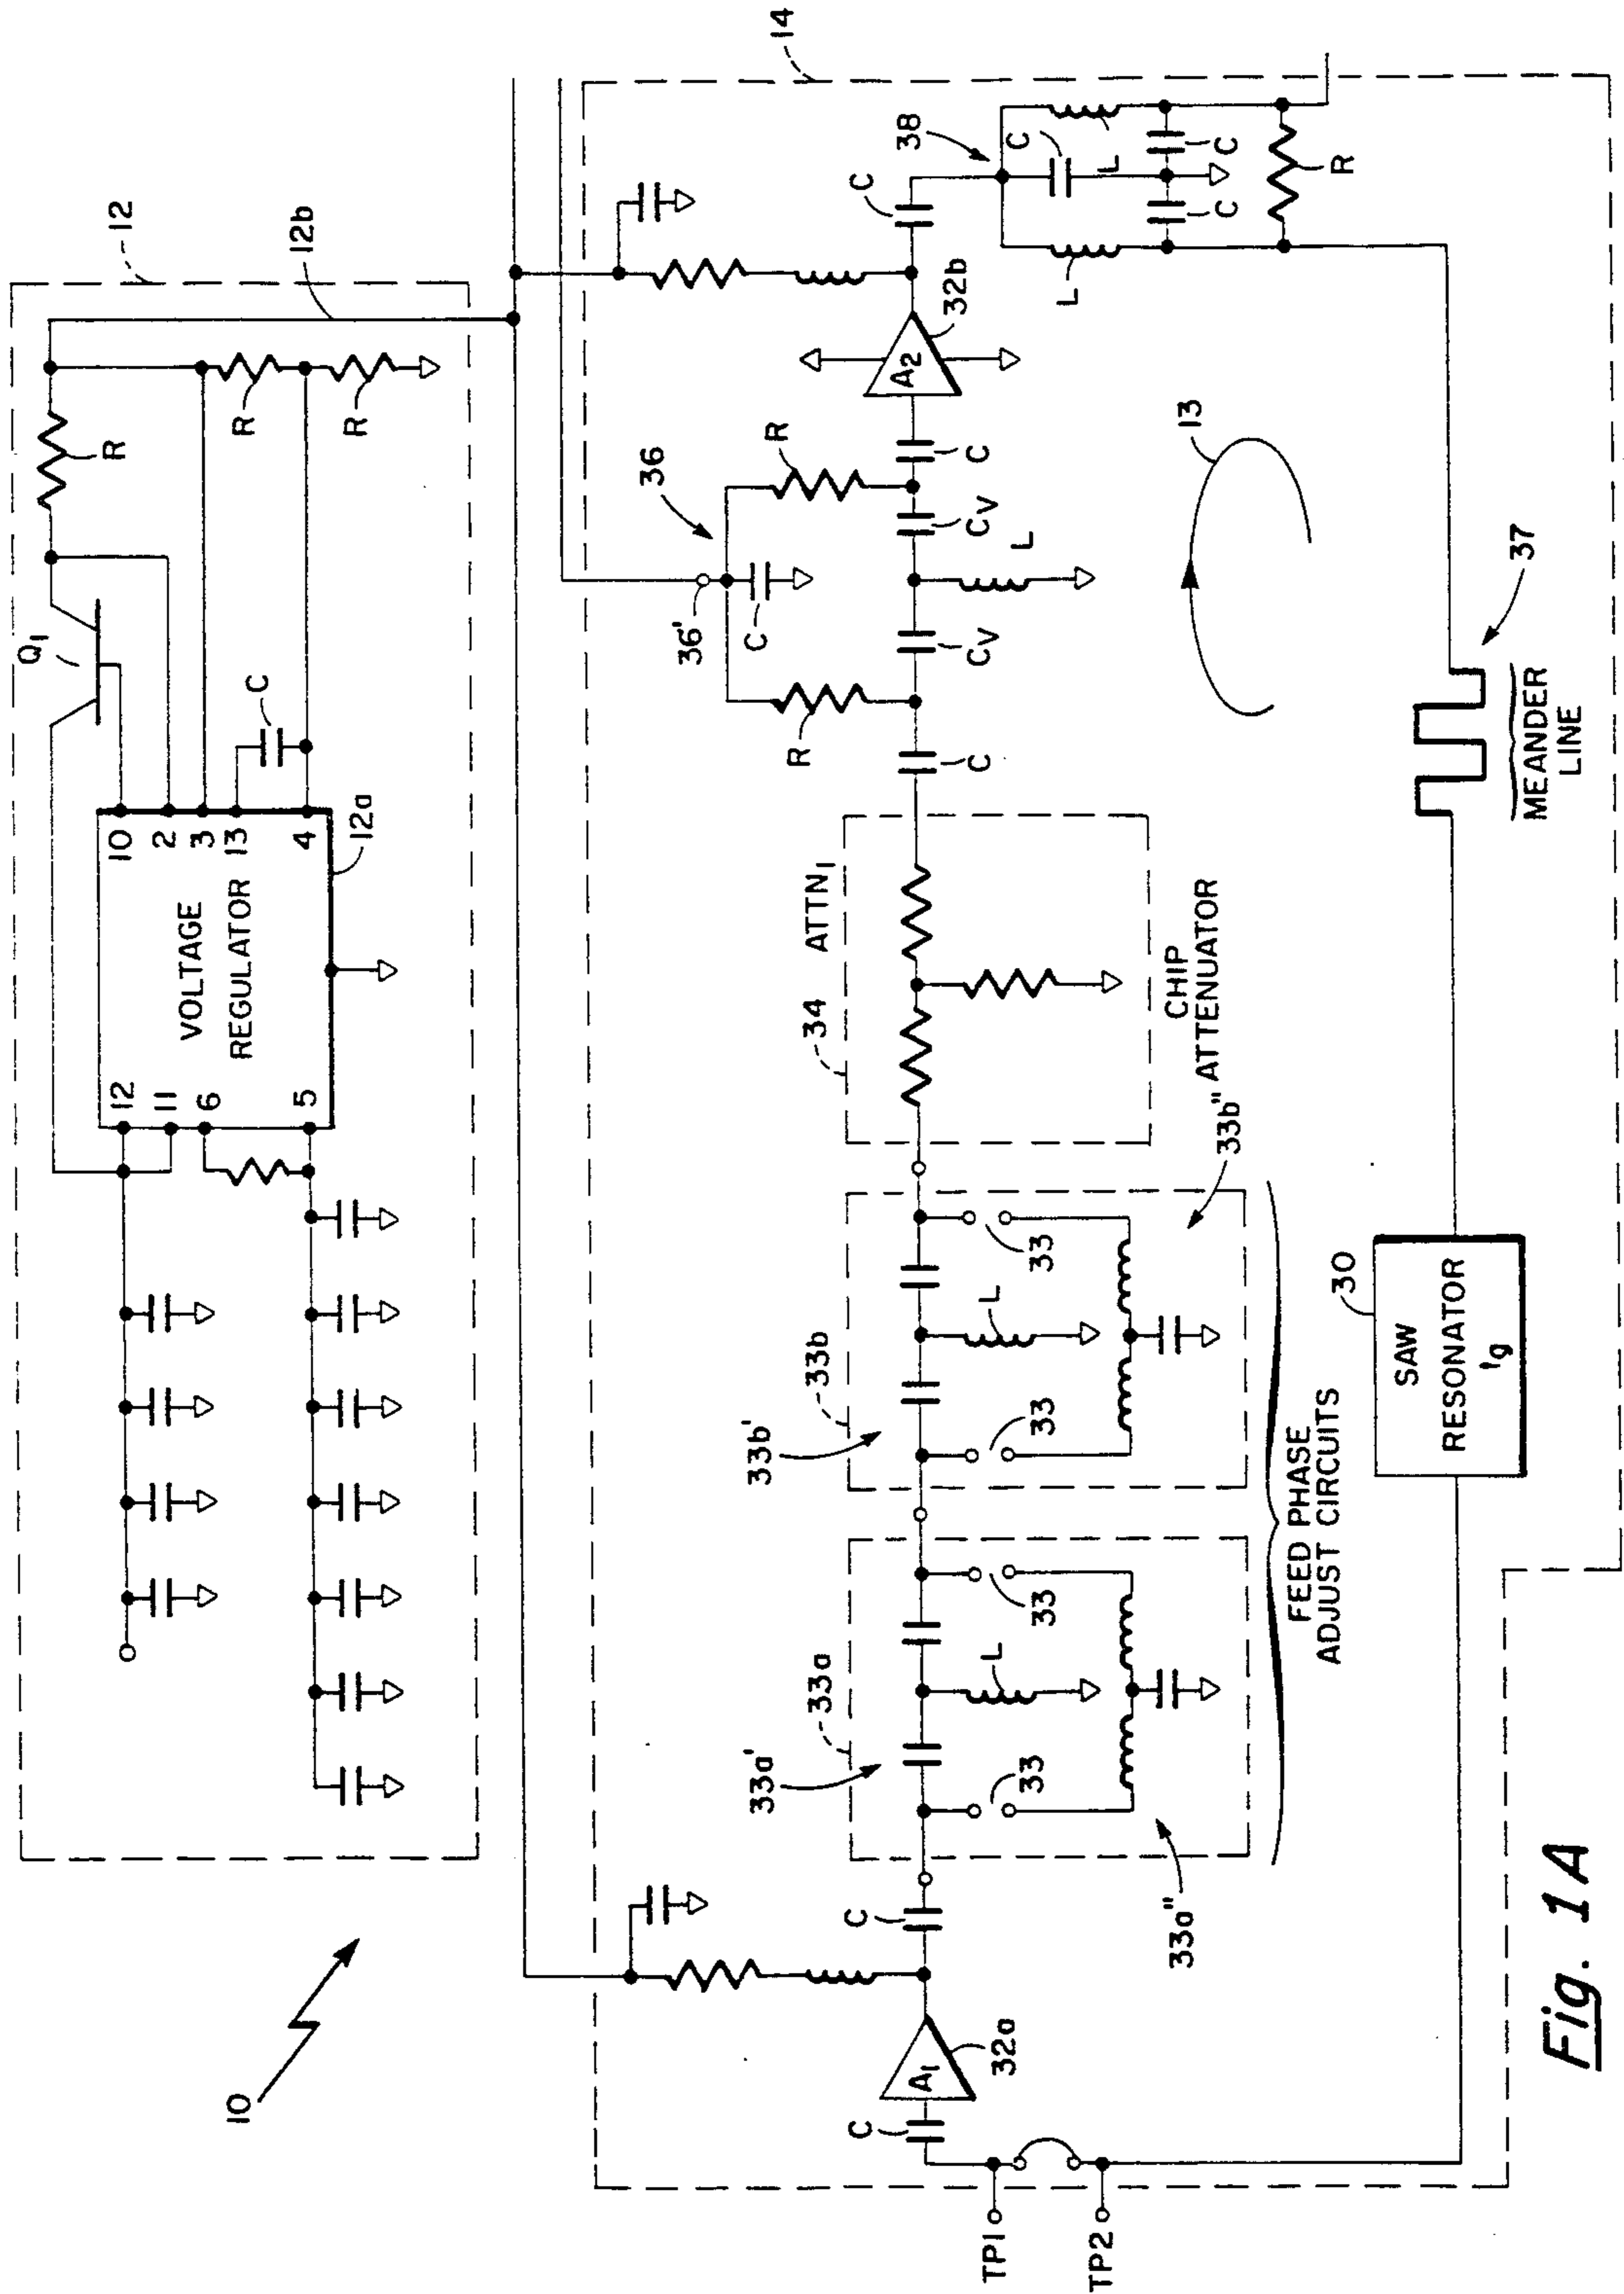 10
12
12b
Q1
R
R
R
C
12
11
6
5
VOLTAGE
REGULATOR
10
2
3
13
4
12a
14
TP1
TP2
C
A1
32a
C
33a'
33a
L
33
33
33a"
33b'
33b
L
33
33
33b"
FEED PHASE
ADJUST CIRCUITS
34
ATTN1
CHIP
ATTENUATOR
C
R
36'
C
36
R
CV
CV
L
C
A2
32b
C
38
C
L
L
C
C
R
13
37
MEANDER
LINE
30
SAW
RESONATOR
tg
Fig. 1A